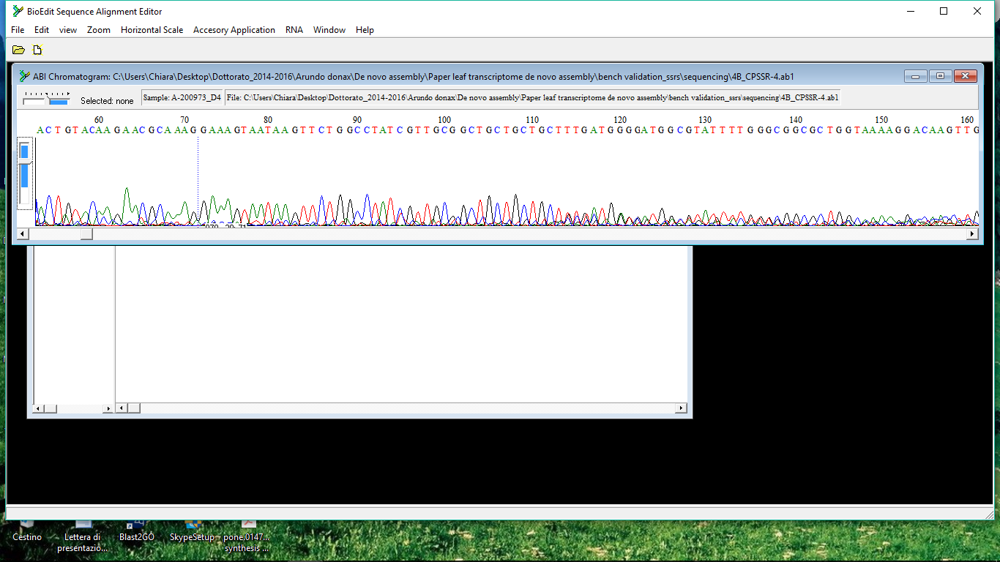 BioEdit Sequence Alignment Editor
File Edit view Zoom Horizontal Scale Accesory Application RNA Window Help
ABI Chromatogram: C:\Users\Chiara\Desktop\Dottorato_2014-2016\Arundo donax\De novo assembly\Paper leaf transcriptome de novo assembly\bench validation_ssrs\sequencing\4B_CPSSR-4.ab1
Selected: none Sample: A-200973_D4 File: C:\Users\Chiara\Desktop\Dottorato_2014-2016\Arundo donax\De novo assembly\Paper leaf transcriptome de novo assembly\bench validation_ssrs\sequencing\4B_CPSSR-4.ab1
60 70 80 90 100 110 120 130 140 150 160
A C T G T A C A A G A A C G C A A A G G A A A G T A A T A A G T T C T G G C C T A T C G T T G C G G C T G C T G C T G C T T T G A T G G G G A T G G C G T A T T T T G G G C G G C G C T G G T A A A A G G A C A A G T T G
Cestino Lettera di presentazio... Blast2GO SkypeSetup pone.0147... synthesis ...